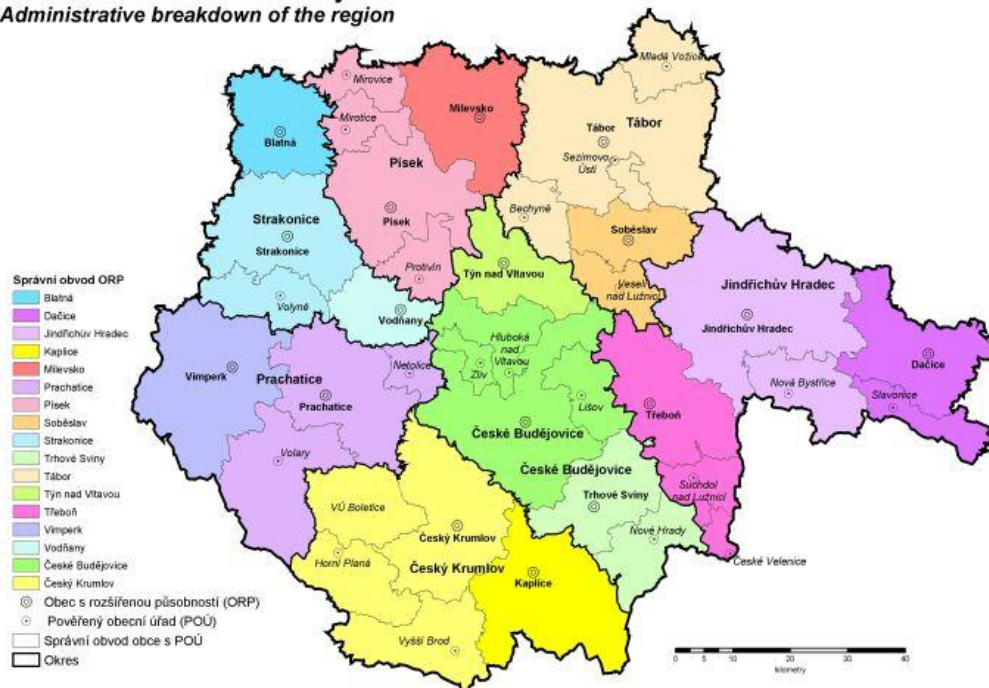 Administrative breakdown of the region
Mladá Vožice
Mirovice
Milevsko
Mirotice
Blatná
Tábor
Tábor
Písek
Sezimovo
Ústí
Bechyně
Písek
Strakonice
Strakonice
Soběslav
Protivín
Týn nad Vltavou
Veselí
nad Lužnicí
Jindřichův Hradec
Jindřichův Hradec
Volyně
Vodňany
Hluboká
nad
Vltavou
Zliv
Netolice
Vimperk
Prachatice
Prachatice
Dačice
Nová Bystřice
Slavonice
Lišov
Třeboň
České Budějovice
České Budějovice
Volary
Suchdol
nad Lužnicí
Trhové Sviny
VÚ Boletice
Nové Hrady
Český Krumlov
Horní Planá
Český Krumlov
České Velenice
Kaplice
Vyšší Brod
Správní obvod ORP
Blatná
Dačice
Jindřichův Hradec
Kaplice
Milevsko
Prachatice
Písek
Soběslav
Strakonice
Trhové Sviny
Tábor
Týn nad Vltavou
Třeboň
Vimperk
Vodňany
České Budějovice
Český Krumlov
Obec s rozšířenou působností (ORP)
Pověřený obecní úřad (POÚ)
Správní obvod obce s POÚ
Okres
0 5 10 20 30 40
kilometry